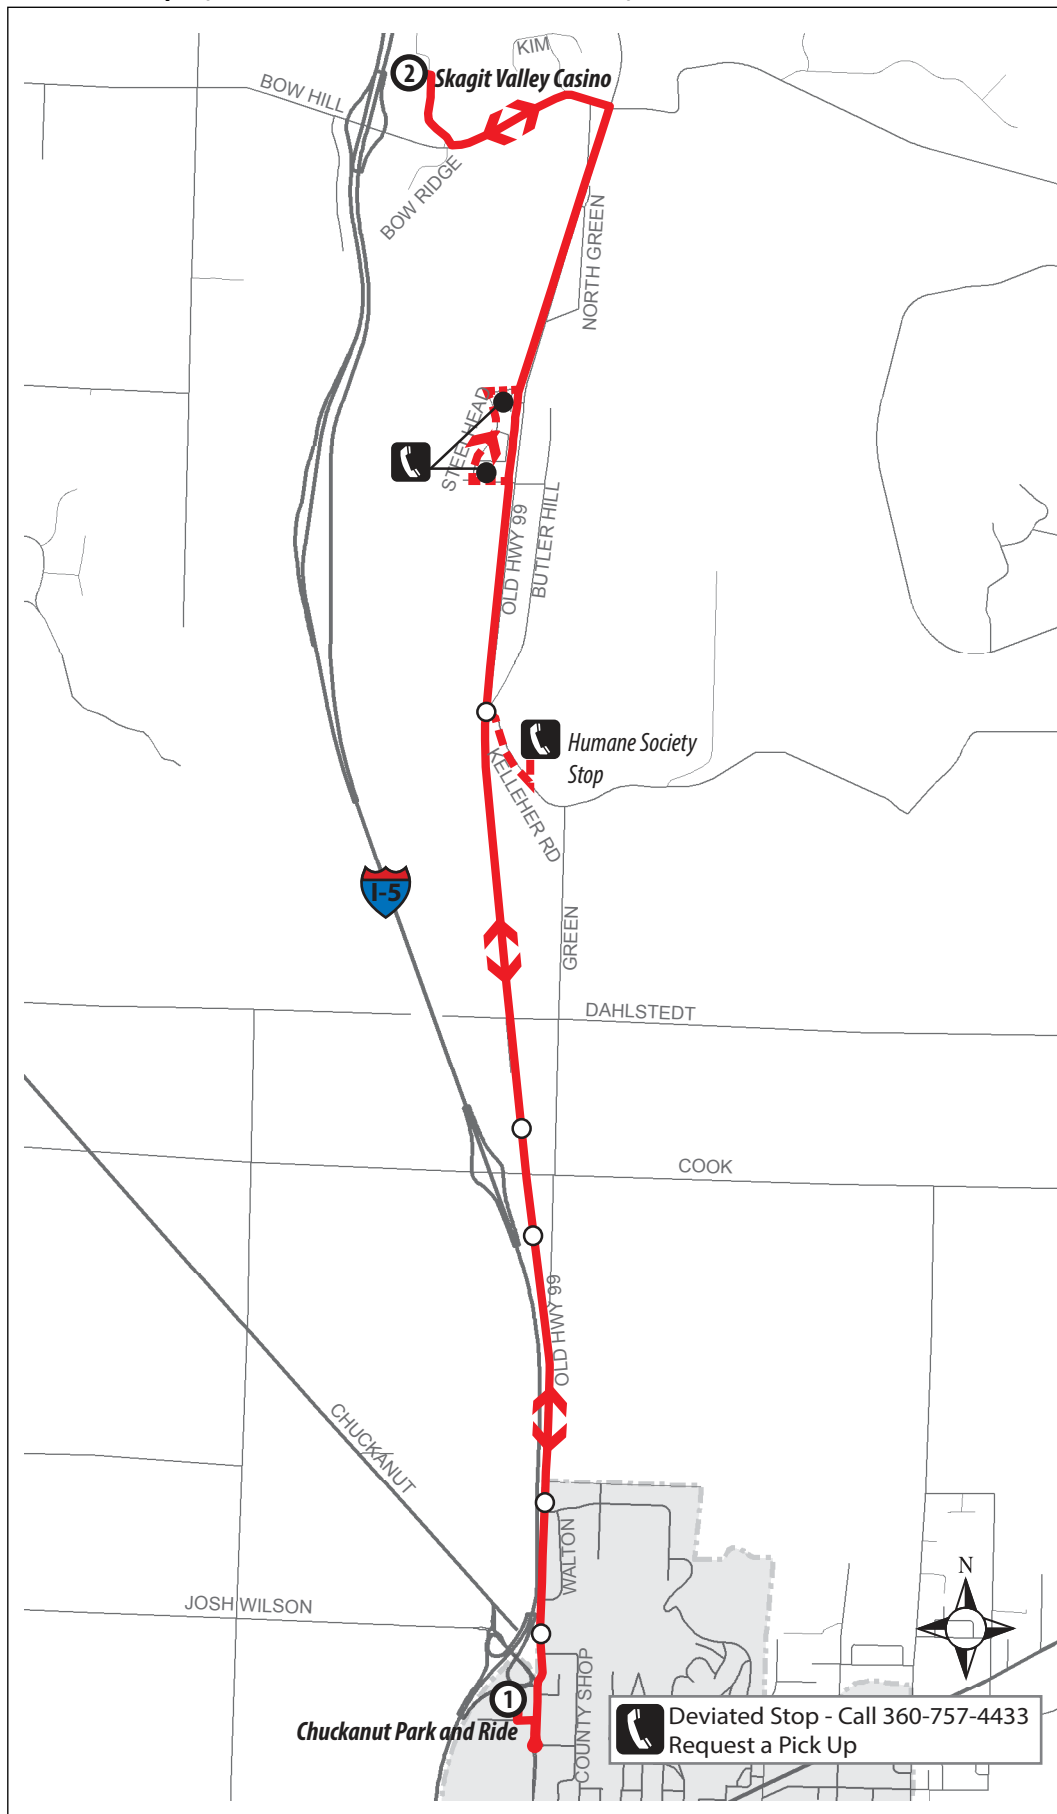 KIM
2
Skagit Valley Casino
BOW HILL
BOW RIDGE
NORTH GREEN
STEELHEAD
OLD HWY 99
BUTLER HILL
Humane Society
Stop
KELLEHER RD
I-5
GREEN
DAHLSTEDT
COOK
OLD HWY 99
CHUCKANUT
WALTON
N
JOSH WILSON
COUNTY SHOP
1
Chuckanut Park and Ride
Deviated Stop - Call 360-757-4433
Request a Pick Up